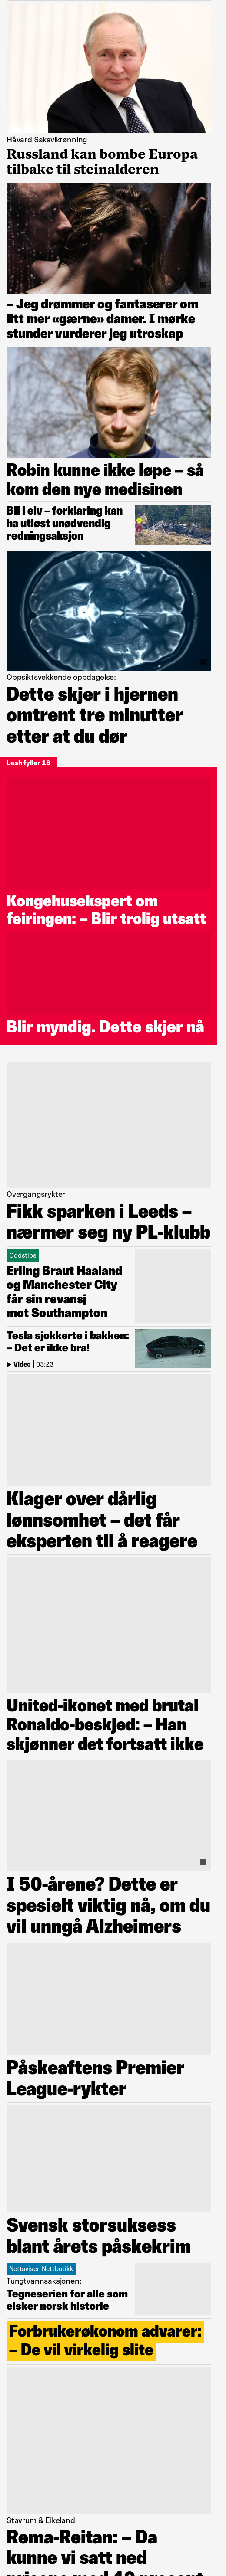 Håvard Saksvikrønning
Russland kan bombe Europa
tilbake til steinalderen
– Jeg drømmer og fantaserer om
litt mer «gærne» damer. I mørke
stunder vurderer jeg utroskap
Robin kunne ikke løpe – så
kom den nye medisinen
Bil i elv – forklaring kan
ha utløst unødvendig
redningsaksjon
Oppsiktsvekkende oppdagelse:
Dette skjer i hjernen
omtrent tre minutter
etter at du dør
Leah fyller 18
Kongehusekspert om
feiringen: – Blir trolig utsatt
Blir myndig. Dette skjer nå
Overgangsrykter
Fikk sparken i Leeds –
nærmer seg ny PL-klubb
Oddstips
Erling Braut Haaland
og Manchester City
får sin revansj
mot Southampton
Tesla sjokkerte i bakken:
– Det er ikke bra!
Video | 03:23
Klager over dårlig
lønnsomhet – det får
eksperten til å reagere
United-ikonet med brutal
Ronaldo-beskjed: – Han
skjønner det fortsatt ikke
I 50-årene? Dette er
spesielt viktig nå, om du
vil unngå Alzheimers
Påskeaftens Premier
League-rykter
Svensk storsuksess
blant årets påskekrim
Nettavisen Nettbutikk
Tungtvannsaksjonen:
Tegneserien for alle som
elsker norsk historie
Forbrukerøkonom advarer:
– De vil virkelig slite
Stavrum & Eikeland
Rema-Reitan: – Da
kunne vi satt ned
prisene med 40 prosent